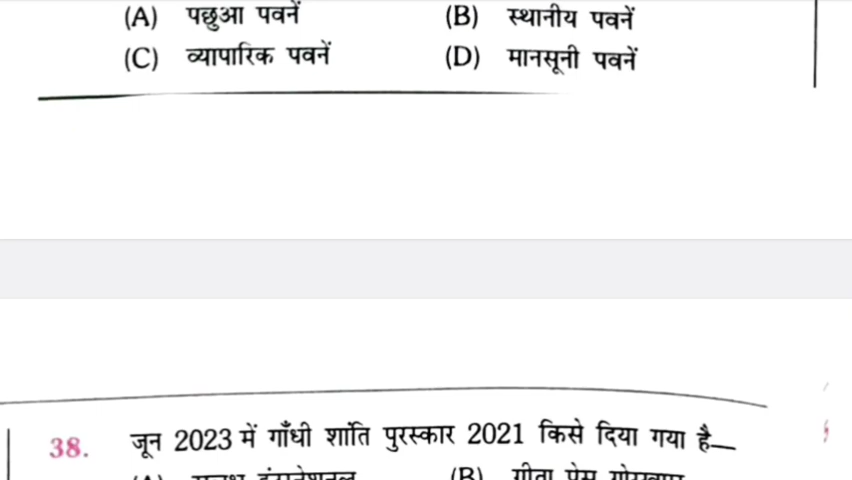 (A) पछुआ पवनें (B) स्थानीय पवनें
(C) व्यापारिक पवनें (D) मानसूनी पवनें
38. जून 2023 में गाँधी शांति पुरस्कार 2021 किसे दिया गया है—
(B) गीता प्रेस